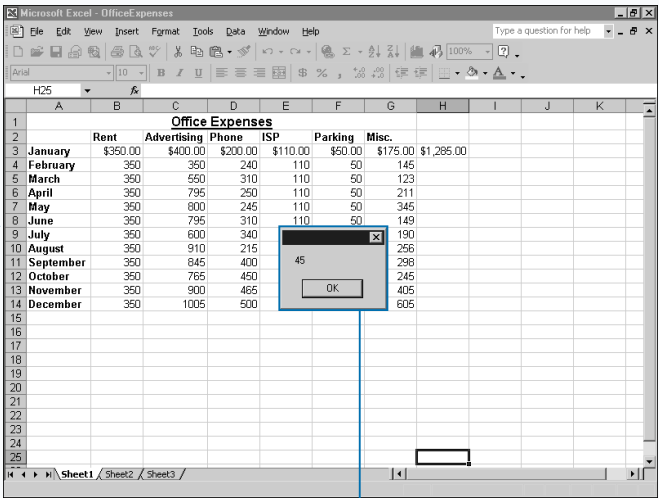 Microsoft Excel - OfficeExpenses
File Edit View Insert Format Tools Data Window Help Type a question for help
100%
Arial 10 B I U $ % ,
H25 fx
A B C D E F G H I J K
1 Office Expenses
2 Rent Advertising Phone ISP Parking Misc.
3 January $350.00 $400.00 $200.00 $110.00 $50.00 $175.00 $1,285.00
4 February 350 350 240 110 50 145
5 March 350 550 310 110 50 123
6 April 350 795 250 110 50 211
7 May 350 800 245 110 50 345
8 June 350 795 310 110 50 149
9 July 350 600 340 190
10 August 350 910 215 256
11 September 350 845 400 298
12 October 350 765 450 245
13 November 350 900 465 405
14 December 350 1005 500 605
45
OK
15
16
17
18
19
20
21
22
23
24
25
Sheet1 Sheet2 Sheet3